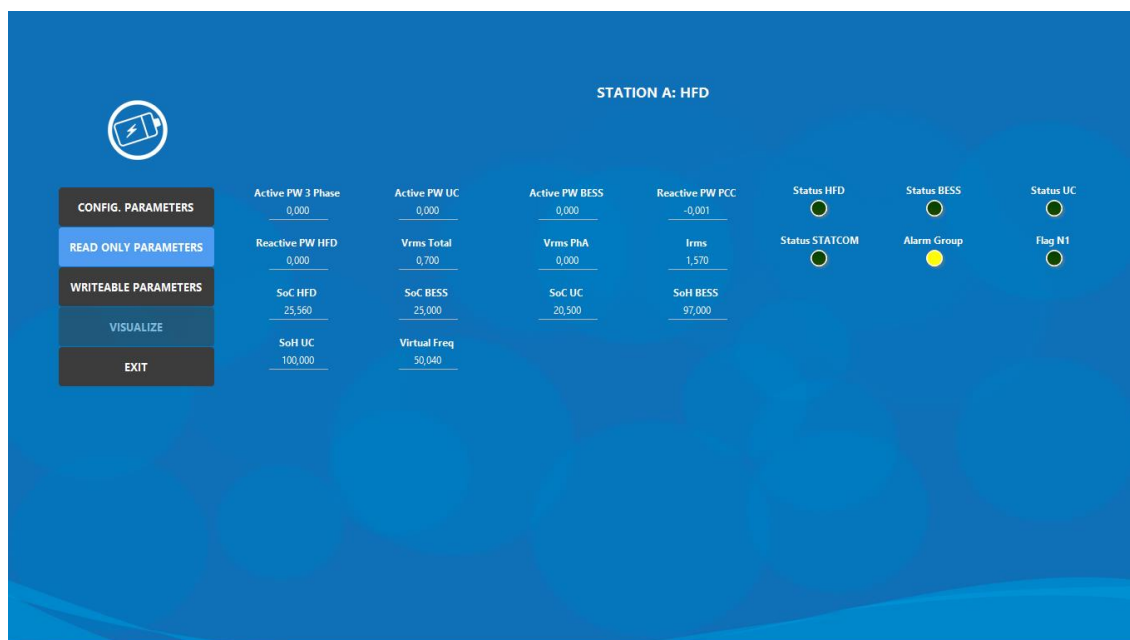 STATION A: HFD
CONFIG. PARAMETERS
READ ONLY PARAMETERS
WRITEABLE PARAMETERS
VISUALIZE
EXIT
Active PW 3 Phase Active PW UC Active PW BESS Reactive PW PCC
0,000 0,000 0,000 -0,001
Reactive PW HFD Vrms Total Vrms PhA Irms
0,000 0,700 0,000 1,570
SoC HFD SoC BESS SoC UC SoH BESS
25,560 25,000 20,500 97,000
SoH UC Virtual Freq
100,000 50,040
Status HFD Status BESS Status UC
Status STATCOM Alarm Group Flag N1